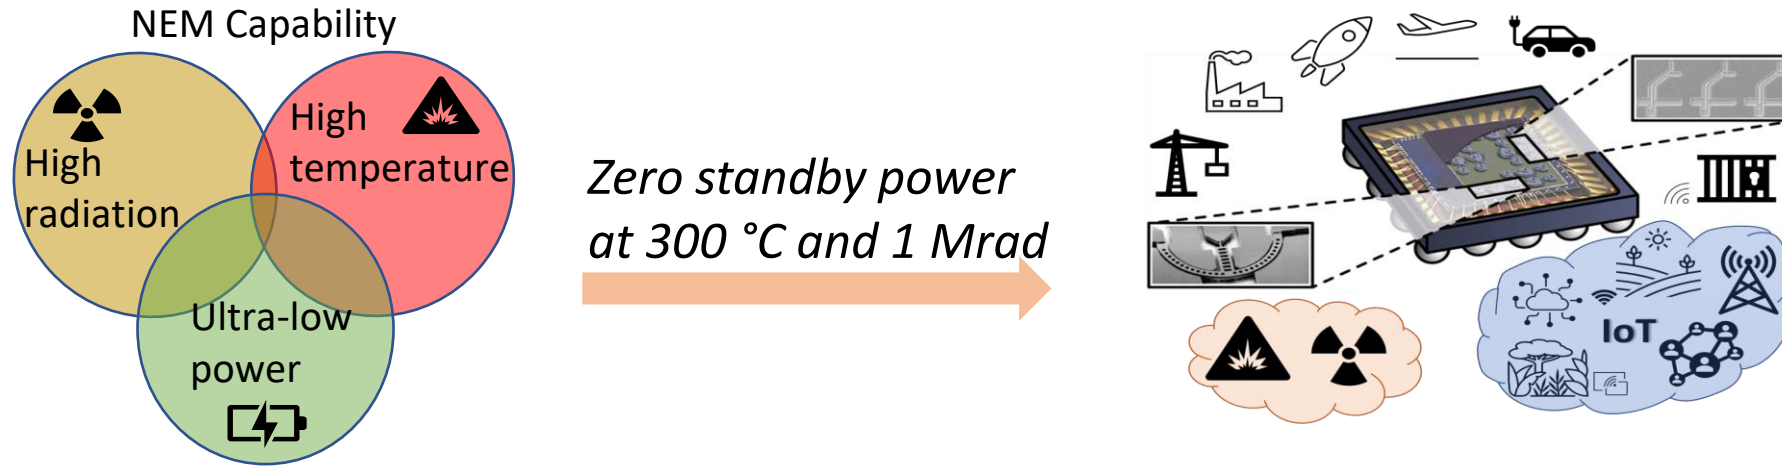 NEM Capability
High
radiation
High
temperature
Ultra-low
power
Zero standby power
at 300 °C and 1 Mrad
IoT